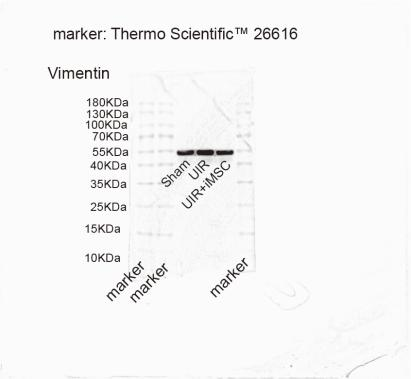 marker: Thermo Scientific™ 26616
Vimentin
180KDa
130KDa
100KDa
70KDa
55KDa
40KDa
35KDa
25KDa
15KDa
10KDa
Sham
UIR
UIR+iMSC
marker
marker
marker